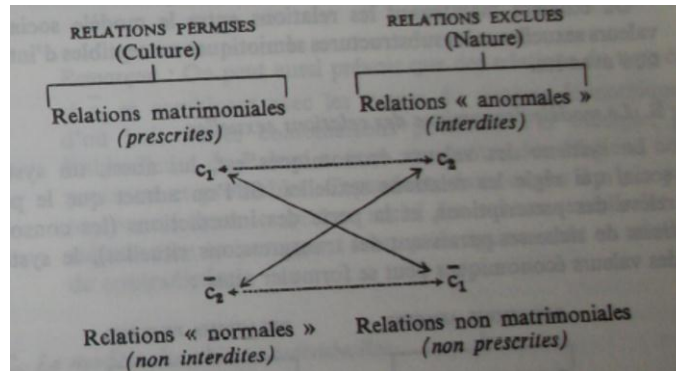 RELATIONS PERMISES
(Culture)
RELATIONS EXCLUES
(Nature)
Relations matrimoniales
(prescrites)
Relations « anormales »
(interdites)
c₁ c₂
c̄₂ c̄₁
Relations « normales »
(non interdites)
Relations non matrimoniales
(non prescrites)